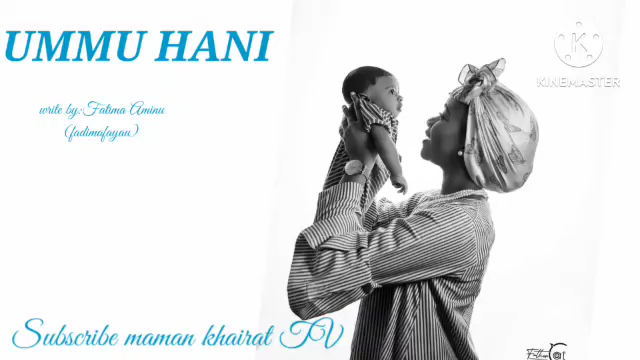 UMMU HANI
KINEMASTER
write by:Fatima Aminu
(fadimafayau)
Subscribe maman khairat TV